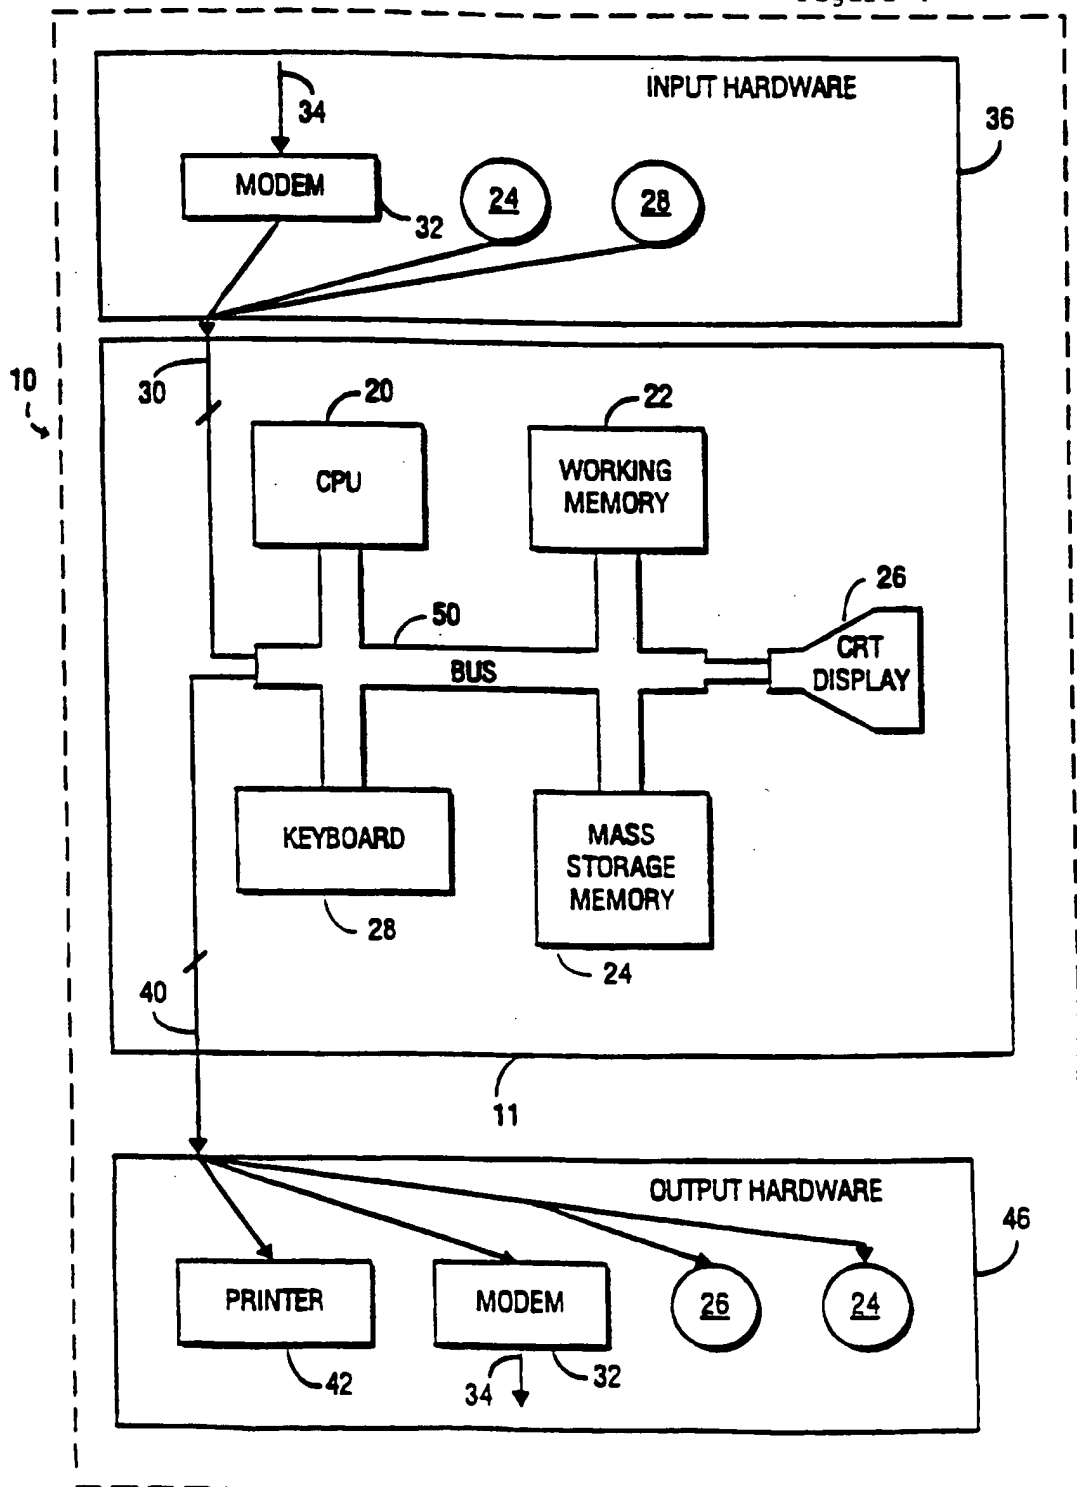 INPUT HARDWARE
34
36
MODEM
32
24
28
10
30
20
22
CPU
WORKING
MEMORY
26
50
CRT
DISPLAY
BUS
KEYBOARD
MASS
STORAGE
MEMORY
28
24
40
11
OUTPUT HARDWARE
46
PRINTER
MODEM
26
24
42
34
32